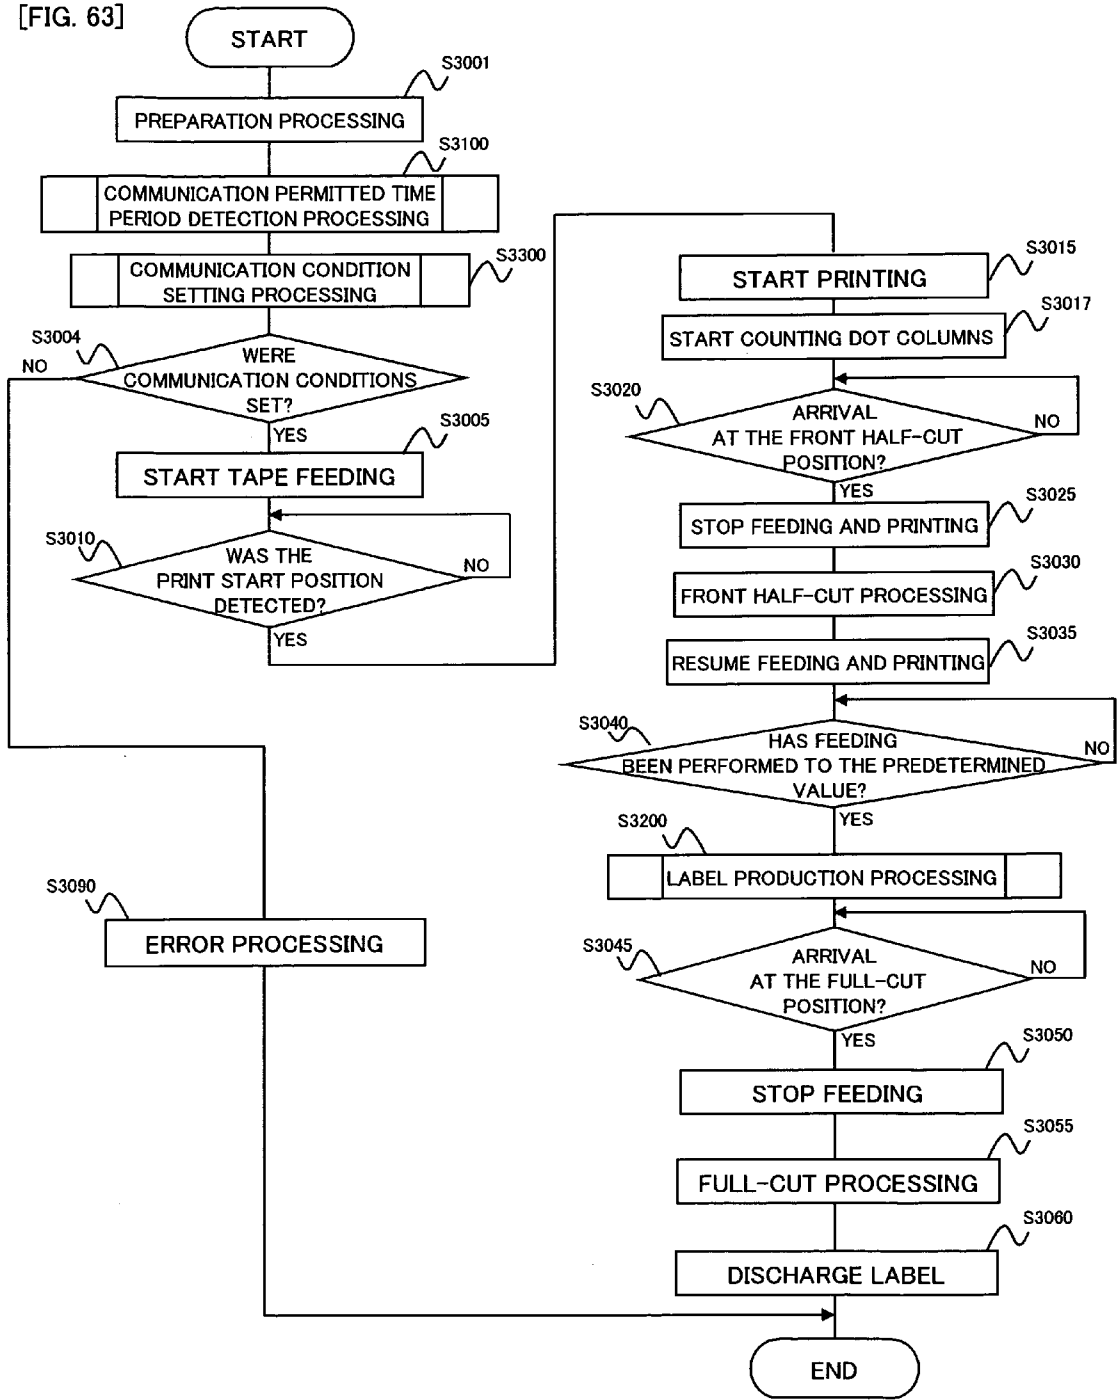 [FIG. 63]
START
S3001
PREPARATION PROCESSING
S3100
COMMUNICATION PERMITTED TIME
PERIOD DETECTION PROCESSING
S3300
COMMUNICATION CONDITION
SETTING PROCESSING
S3004
NO
WERE
COMMUNICATION CONDITIONS
SET?
YES
S3005
START TAPE FEEDING
S3010
WAS THE
PRINT START POSITION
DETECTED?
NO
YES
S3090
ERROR PROCESSING
S3015
START PRINTING
S3017
START COUNTING DOT COLUMNS
S3020
ARRIVAL
AT THE FRONT HALF-CUT
POSITION?
NO
YES
S3025
STOP FEEDING AND PRINTING
S3030
FRONT HALF-CUT PROCESSING
S3035
RESUME FEEDING AND PRINTING
S3040
HAS FEEDING
BEEN PERFORMED TO THE PREDETERMINED
VALUE?
NO
YES
S3200
LABEL PRODUCTION PROCESSING
S3045
ARRIVAL
AT THE FULL-CUT
POSITION?
NO
YES
S3050
STOP FEEDING
S3055
FULL-CUT PROCESSING
S3060
DISCHARGE LABEL
END